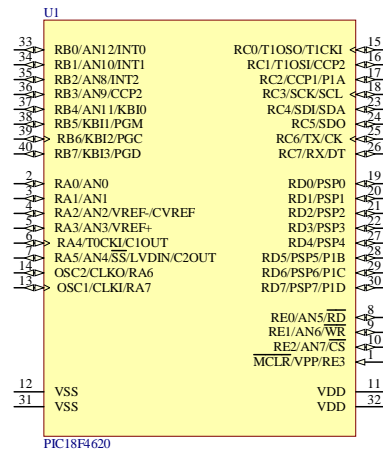 U1
33 RB0/AN12/INT0 RC0/T1OSO/T1CKI 15
34 RB1/AN10/INT1 RC1/T1OSI/CCP2 16
35 RB2/AN8/INT2 RC2/CCP1/P1A 17
36 RB3/AN9/CCP2 RC3/SCK/SCL 18
37 RB4/AN11/KBI0 RC4/SDI/SDA 23
38 RB5/KBI1/PGM RC5/SDO 24
39 RB6/KBI2/PGC RC6/TX/CK 25
40 RB7/KBI3/PGD RC7/RX/DT 26
2 RA0/AN0 RD0/PSP0 19
3 RA1/AN1 RD1/PSP1 20
4 RA2/AN2/VREF-/CVREF RD2/PSP2 21
5 RA3/AN3/VREF+ RD3/PSP3 22
6 RA4/T0CKI/C1OUT RD4/PSP4 27
7 RA5/AN4/SS/LVDIN/C2OUT RD5/PSP5/P1B 28
14 OSC2/CLKO/RA6 RD6/PSP6/P1C 29
13 OSC1/CLKI/RA7 RD7/PSP7/P1D 30
RE0/AN5/RD 8
RE1/AN6/WR 9
RE2/AN7/CS 10
MCLR/VPP/RE3 1
12 VSS VDD 11
31 VSS VDD 32
PIC18F4620